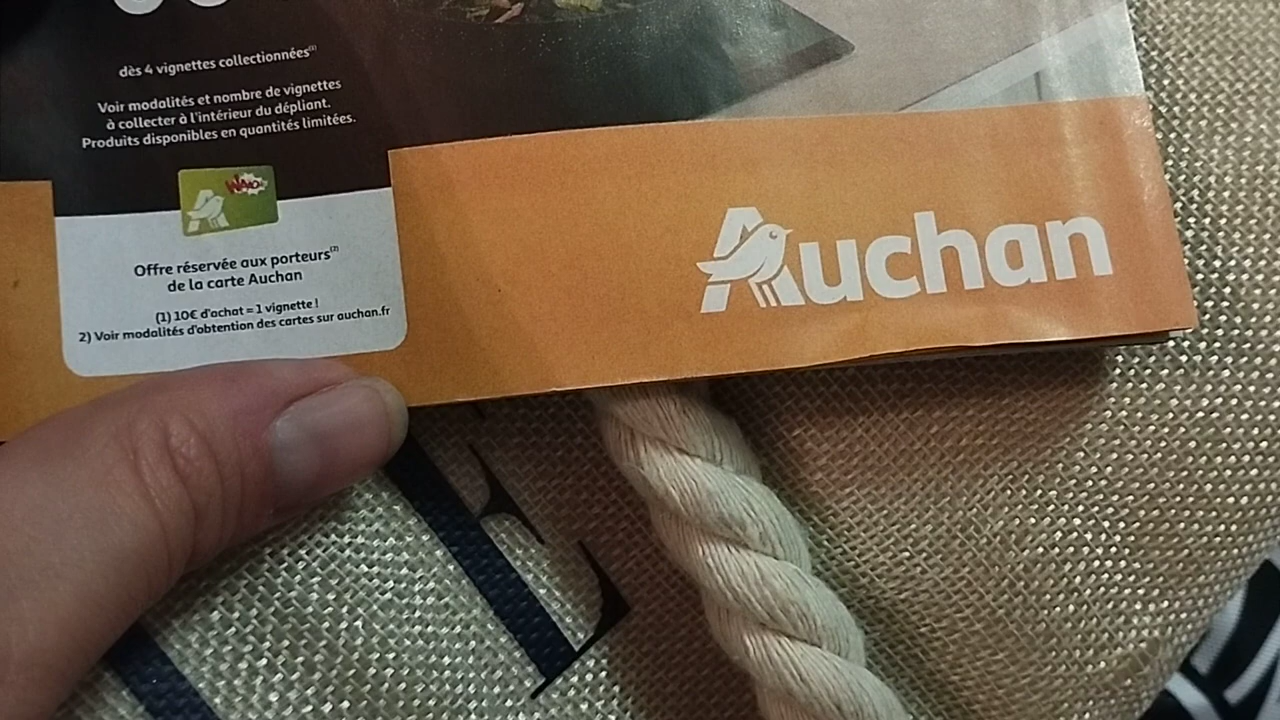 dès 4 vignettes collectionnées(1)
Voir modalités et nombre de vignettes
à collecter à l'intérieur du dépliant.
Produits disponibles en quantités limitées.
WAAOH
Offre réservée aux porteurs(2)
de la carte Auchan
(1) 10€ d'achat = 1 vignette !
2) Voir modalités d'obtention des cartes sur auchan.fr
Auchan
E